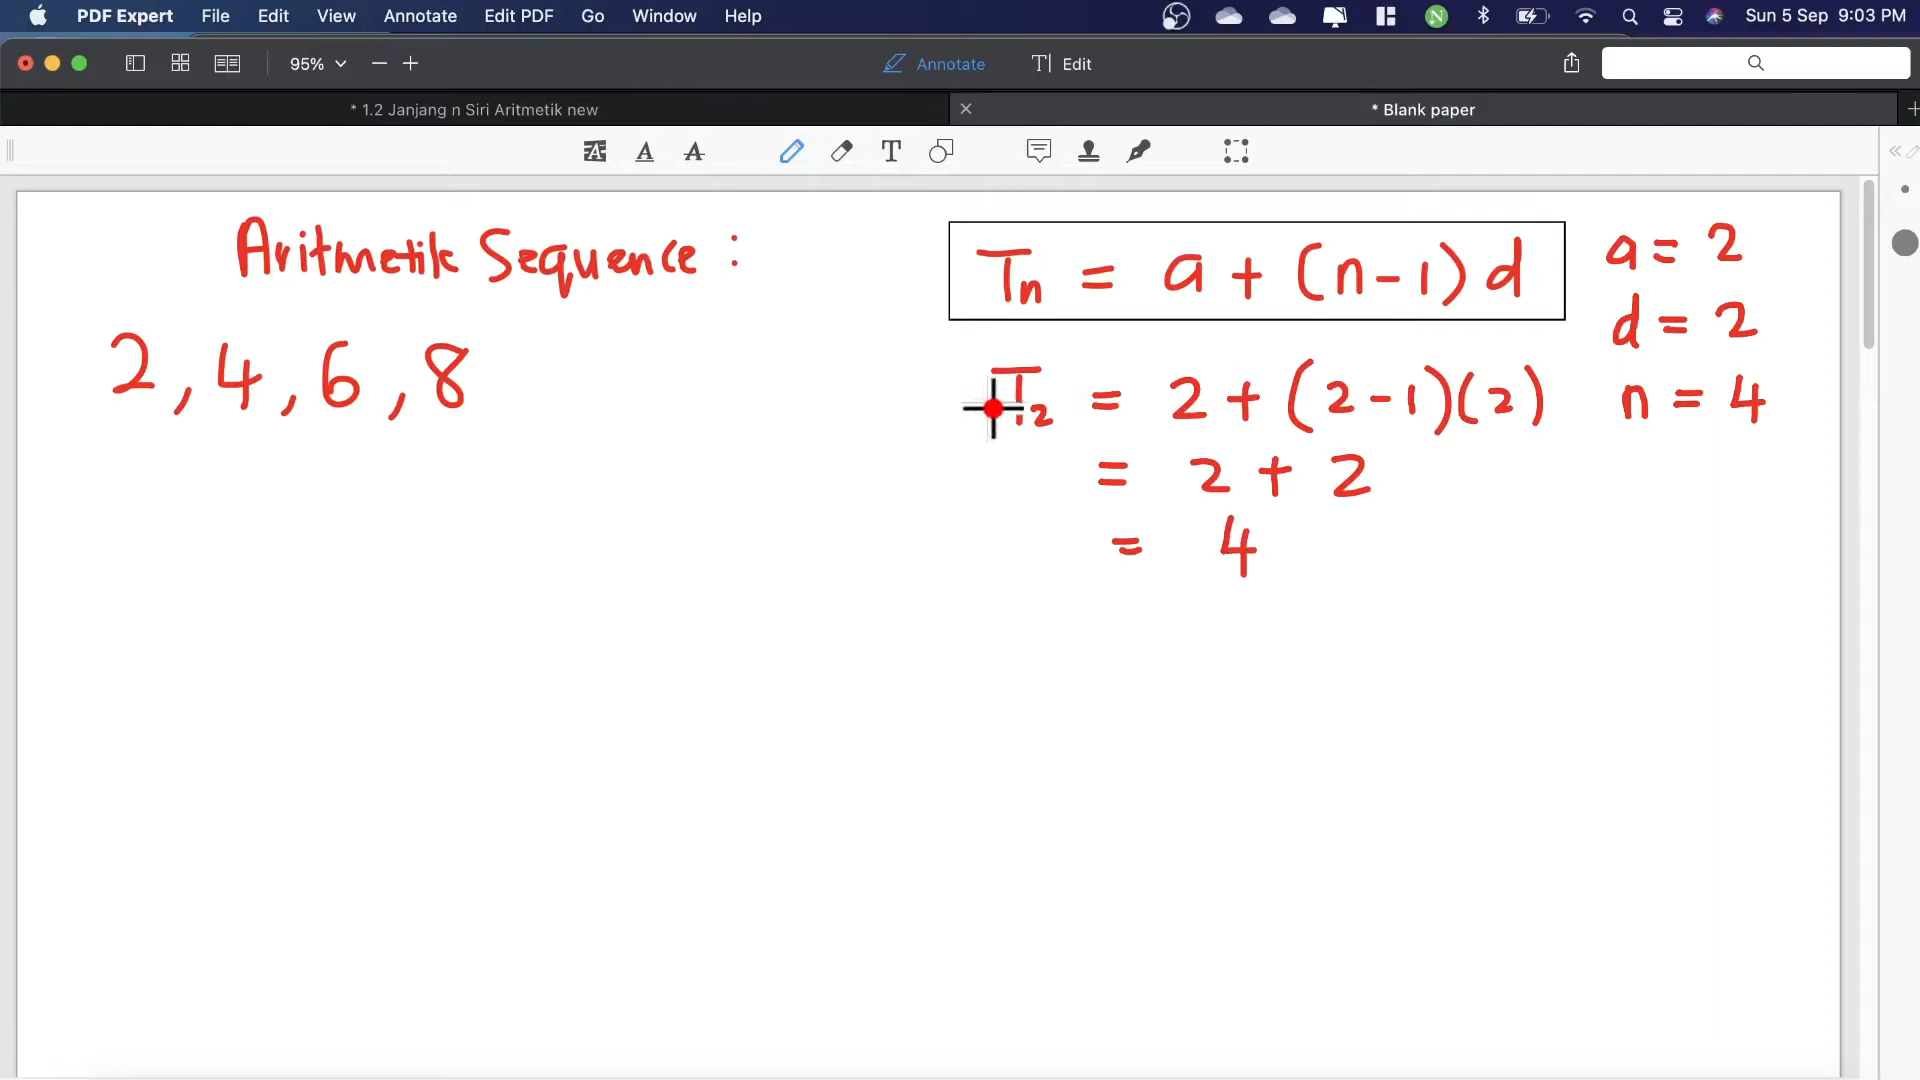 PDF Expert File Edit View Annotate Edit PDF Go Window Help Sun 5 Sep 9:03 PM
95% Annotate Edit
* 1.2 Janjang n Siri Aritmetik new * Blank paper
Aritmetik Sequence :
2, 4, 6, 8
Tn = a + (n-1) d
a = 2
d = 2
n = 4
T2 = 2 + (2-1)(2)
= 2 + 2
= 4